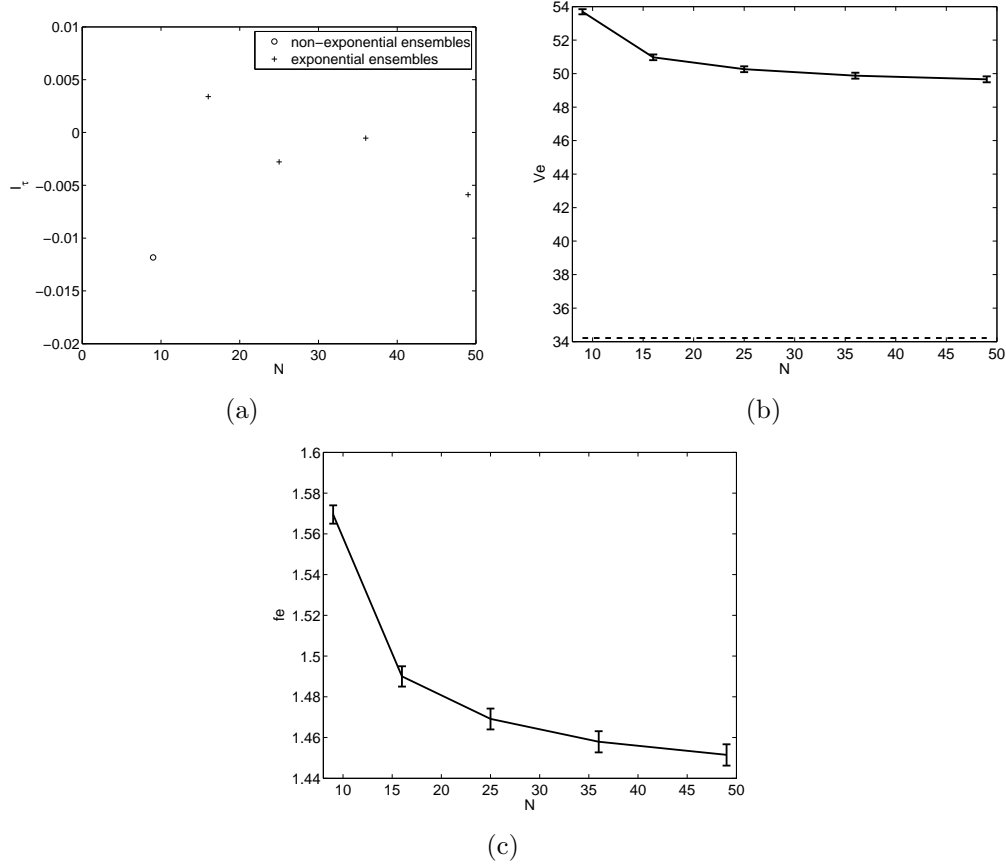 0.01
0.005
0
−0.005
−0.01
−0.015
−0.02
I τ
non-exponential ensembles
exponential ensembles
0 10 20 30 40 50
N
(a)
54
52
50
48
46
44
42
40
38
36
34
Ve
10 15 20 25 30 35 40 45 50
N
(b)
1.6
1.58
1.56
1.54
1.52
1.5
1.48
1.46
1.44
fe
10 15 20 25 30 35 40 45 50
N
(c)